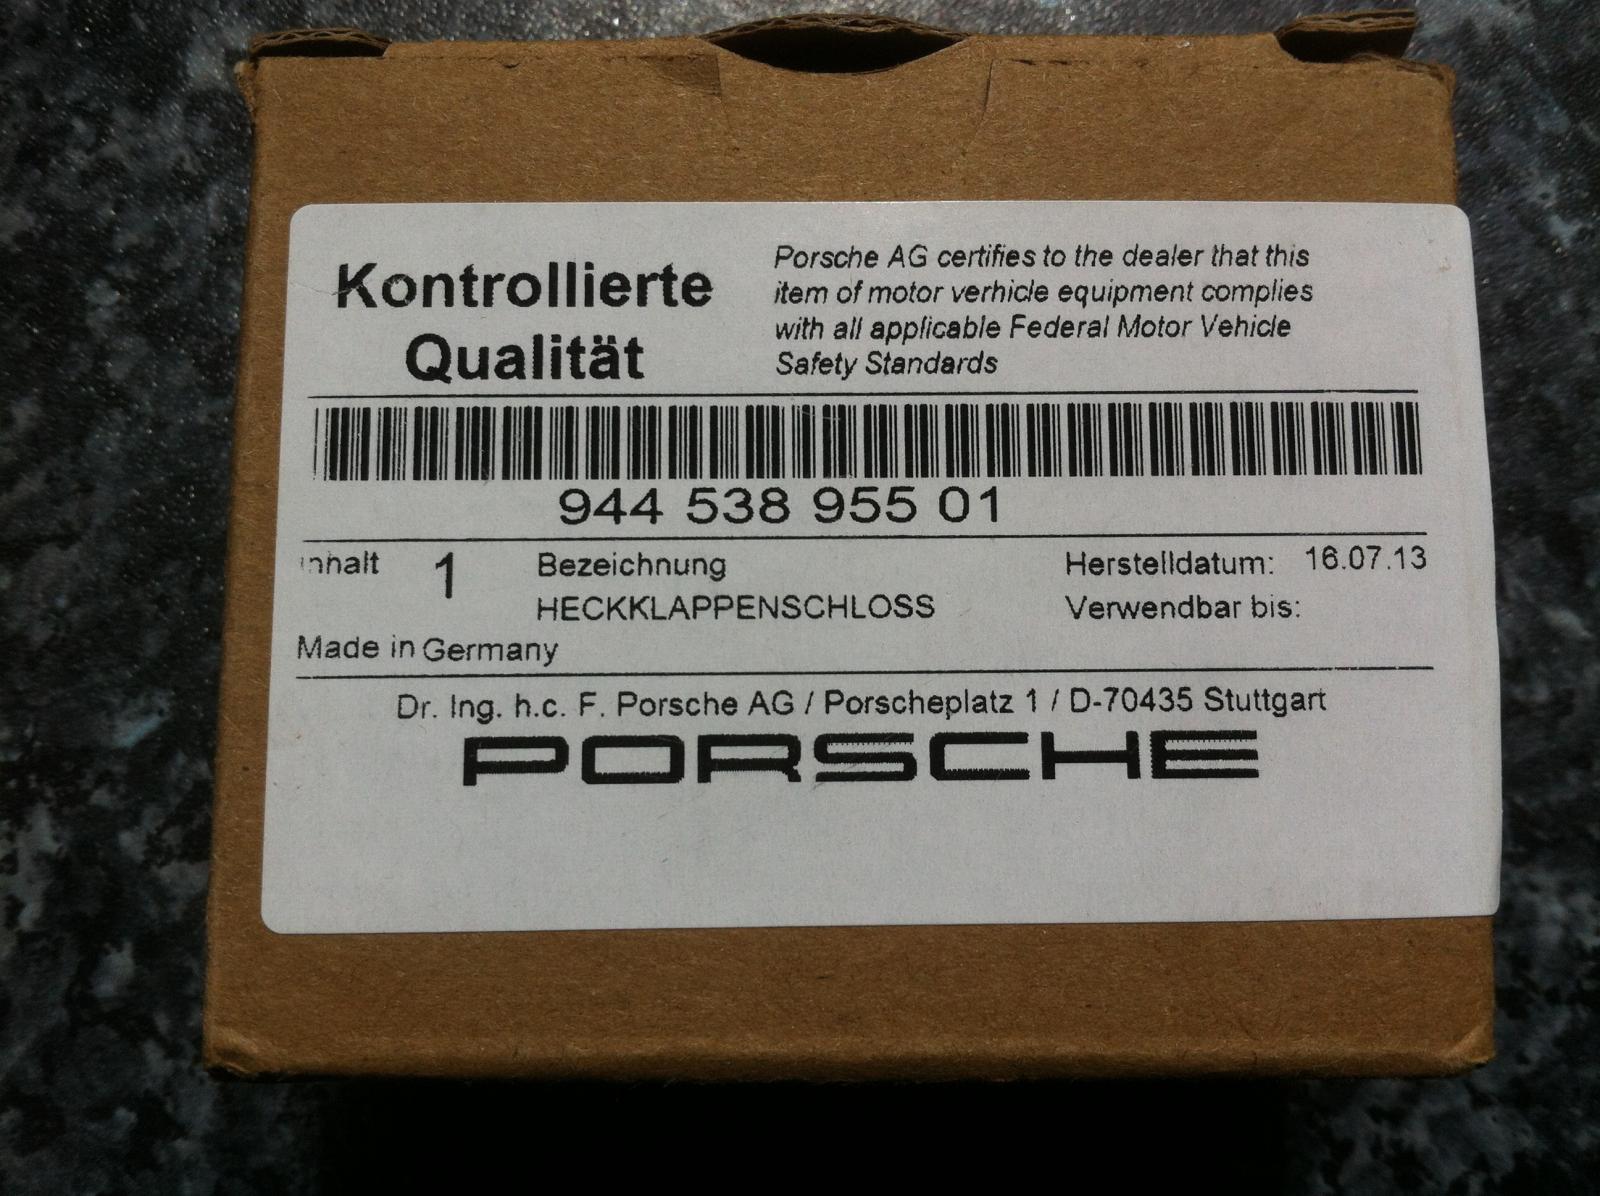 Kontrollierte
Qualität
Porsche AG certifies to the dealer that this
item of motor verhicle equipment complies
with all applicable Federal Motor Vehicle
Safety Standards
944 538 955 01
Inhalt 1 Bezeichnung Herstelldatum: 16.07.13
HECKKLAPPENSCHLOSS Verwendbar bis:
Made in Germany
Dr. Ing. h.c. F. Porsche AG / Porscheplatz 1 / D-70435 Stuttgart
PORSCHE